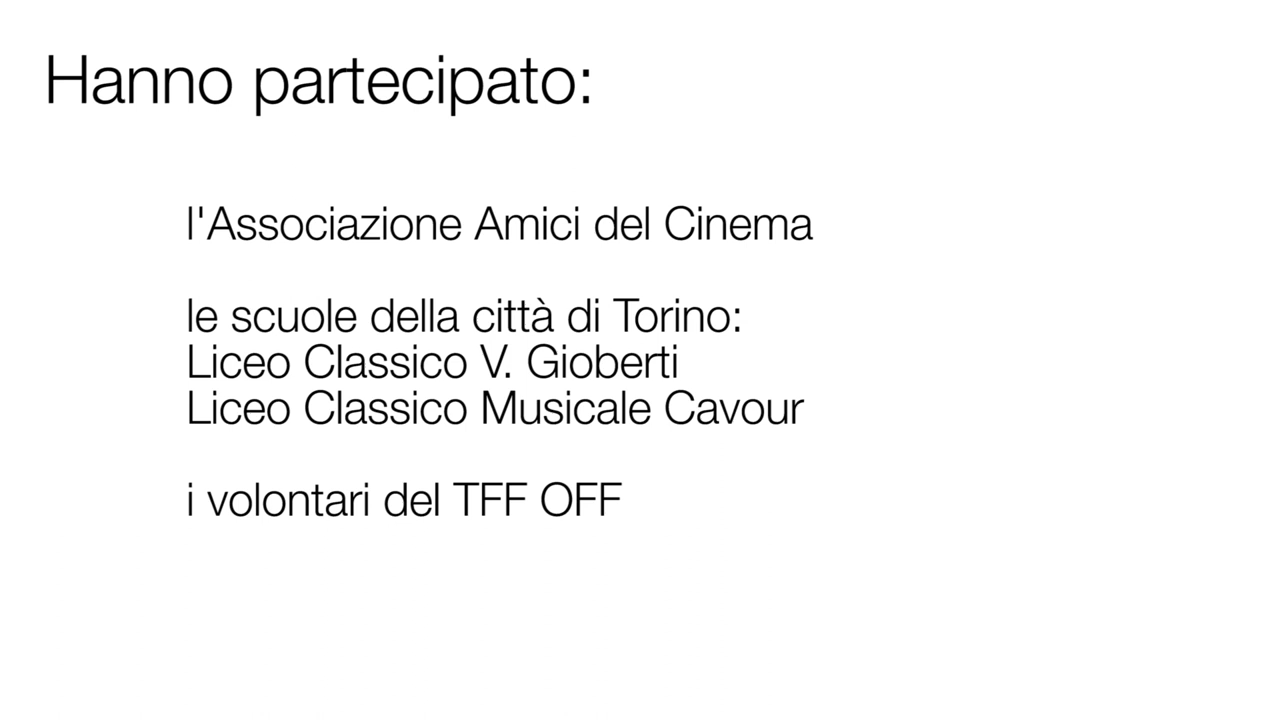 Hanno partecipato:
l'Associazione Amici del Cinema
le scuole della città di Torino:
Liceo Classico V. Gioberti
Liceo Classico Musicale Cavour
i volontari del TFF OFF